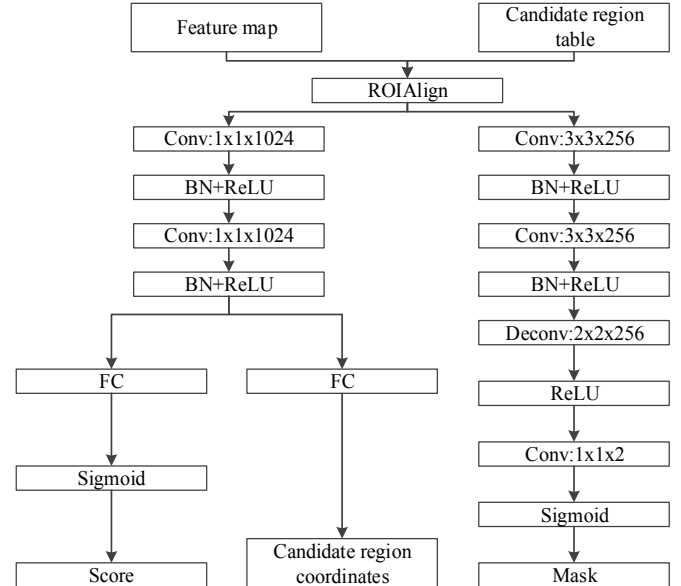 Feature map
Candidate region
table
ROIAlign
Conv:1x1x1024
Conv:3x3x256
BN+ReLU
BN+ReLU
Conv:1x1x1024
Conv:3x3x256
BN+ReLU
BN+ReLU
Deconv:2x2x256
FC
FC
ReLU
Conv:1x1x2
Sigmoid
Sigmoid
Score
Candidate region
coordinates
Mask